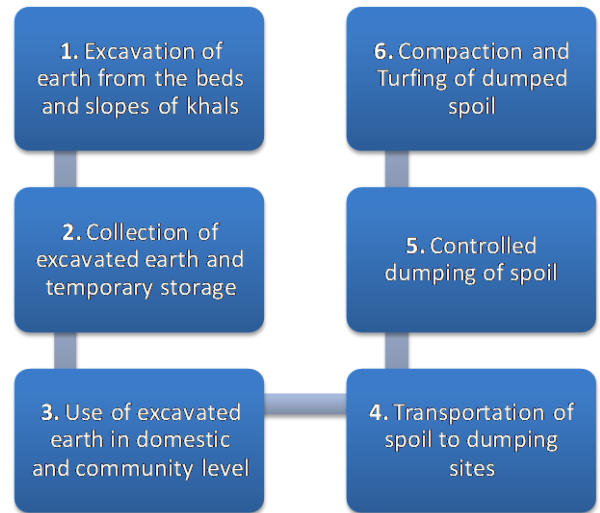 1. Excavation of
earth from the beds
and slopes of khals
2. Collection of
excavated earth and
temporary storage
3. Use of excavated
earth in domestic
and community level
4. Transportation of
spoil to dumping
sites
5. Controlled
dumping of spoil
6. Compaction and
Turfing of dumped
spoil